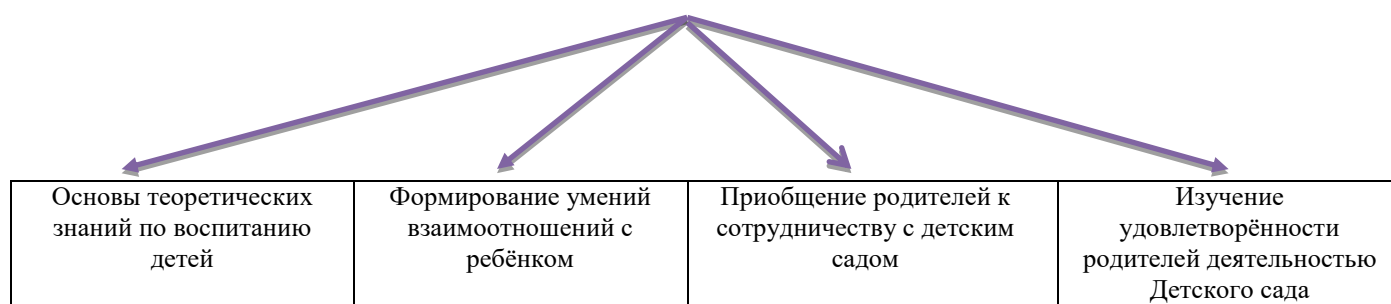 Основы теоретических
знаний по воспитанию
детей
Формирование умений
взаимоотношений с
ребёнком
Приобщение родителей к
сотрудничеству с детским
садом
Изучение
удовлетворённости
родителей деятельностью
Детского сада